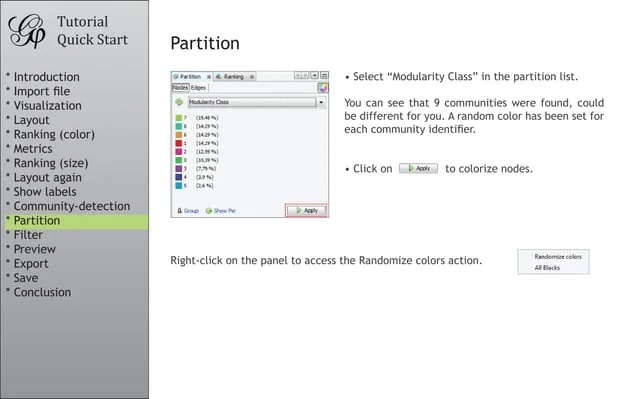 Tutorial
Quick Start
* Introduction
* Import file
* Visualization
* Layout
* Ranking (color)
* Metrics
* Ranking (size)
* Layout again
* Show labels
* Community-detection
* Partition
* Filter
* Preview
* Export
* Save
* Conclusion
Partition
Partition Ranking
Nodes Edges
Modularity Class
7 (19,48 %)
8 (14,29 %)
6 (14,29 %)
1 (14,29 %)
2 (12,99 %)
0 (10,39 %)
3 (7,79 %)
4 (3,9 %)
5 (2,6 %)
Group Show Pie Apply
• Select “Modularity Class” in the partition list.
You can see that 9 communities were found, could
be different for you. A random color has been set for
each community identifier.
• Click on Apply to colorize nodes.
Right-click on the panel to access the Randomize colors action.
Randomize colors
All Blacks